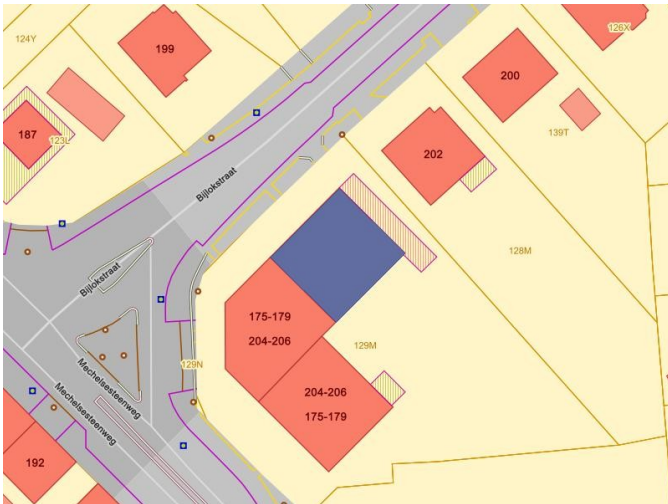 124Y
199
126X
200
187
123L
139T
202
Bijlokstraat
128M
Bijlokstraat
175-179
204-206
129M
129N
Mechelsesteenweg
204-206
175-179
Mechelsesteenweg
192